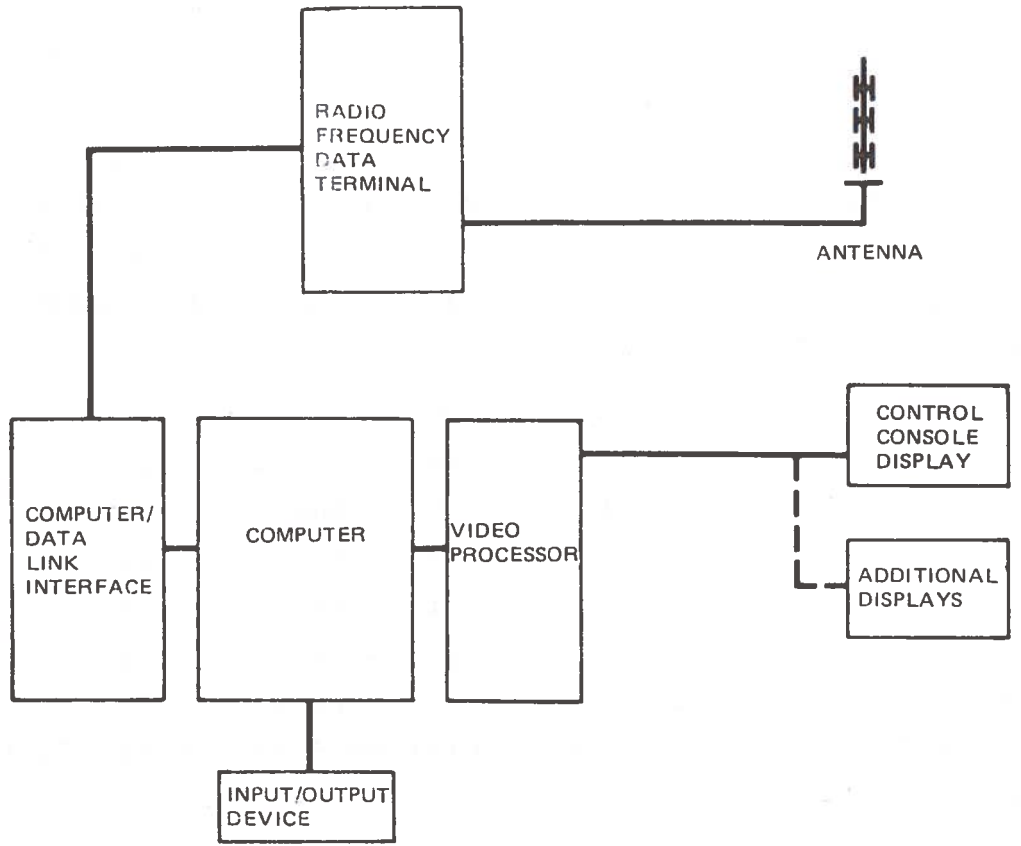 RADIO
FREQUENCY
DATA
TERMINAL
ANTENNA
CONTROL
CONSOLE
DISPLAY
COMPUTER/
DATA
LINK
INTERFACE
COMPUTER
VIDEO
PROCESSOR
ADDITIONAL
DISPLAYS
INPUT/OUTPUT
DEVICE